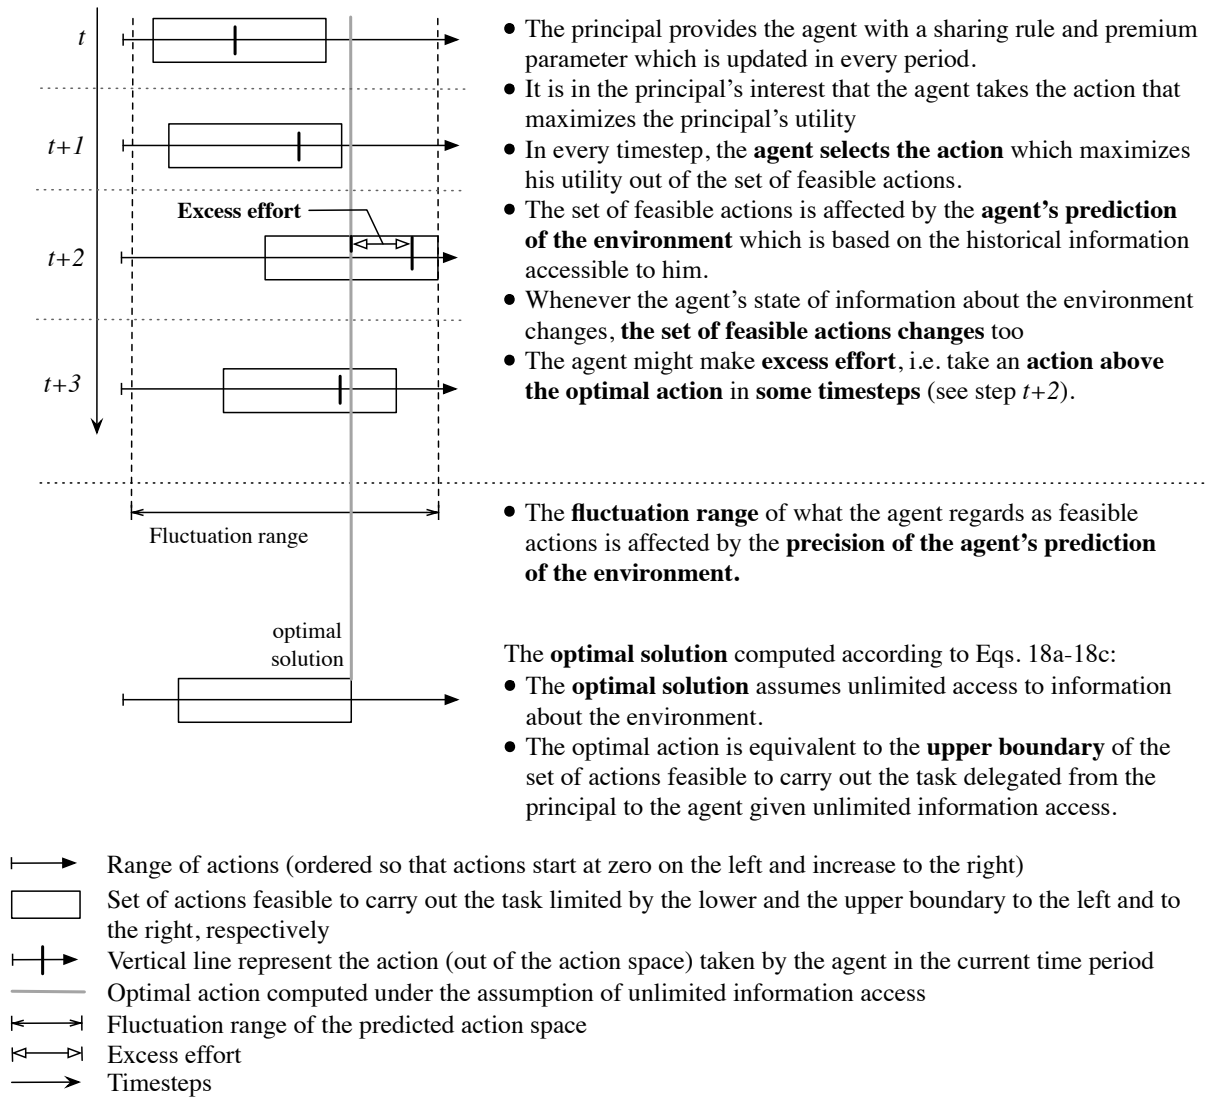 t
t+1
Excess effort
t+2
t+3
Fluctuation range
optimal
solution
• The principal provides the agent with a sharing rule and premium
parameter which is updated in every period.
• It is in the principal's interest that the agent takes the action that
maximizes the principal's utility
• In every timestep, the agent selects the action which maximizes
his utility out of the set of feasible actions.
• The set of feasible actions is affected by the agent's prediction
of the environment which is based on the historical information
accessible to him.
• Whenever the agent's state of information about the environment
changes, the set of feasible actions changes too
• The agent might make excess effort, i.e. take an action above
the optimal action in some timesteps (see step t+2).
• The fluctuation range of what the agent regards as feasible
actions is affected by the precision of the agent's prediction
of the environment.
The optimal solution computed according to Eqs. 18a-18c:
• The optimal solution assumes unlimited access to information
about the environment.
• The optimal action is equivalent to the upper boundary of the
set of actions feasible to carry out the task delegated from the
principal to the agent given unlimited information access.
Range of actions (ordered so that actions start at zero on the left and increase to the right)
Set of actions feasible to carry out the task limited by the lower and the upper boundary to the left and to
the right, respectively
Vertical line represent the action (out of the action space) taken by the agent in the current time period
Optimal action computed under the assumption of unlimited information access
Fluctuation range of the predicted action space
Excess effort
Timesteps